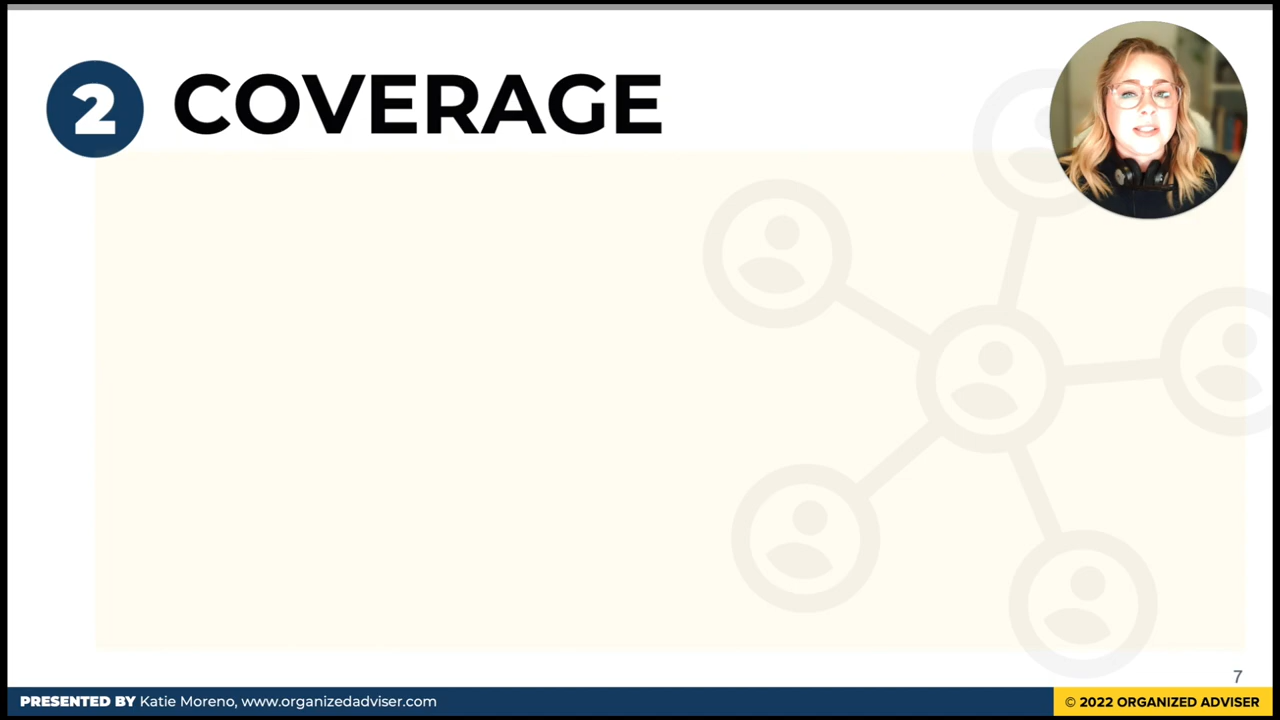 2 COVERAGE
7
PRESENTED BY Katie Moreno, www.organizedadviser.com
© 2022 ORGANIZED ADVISER